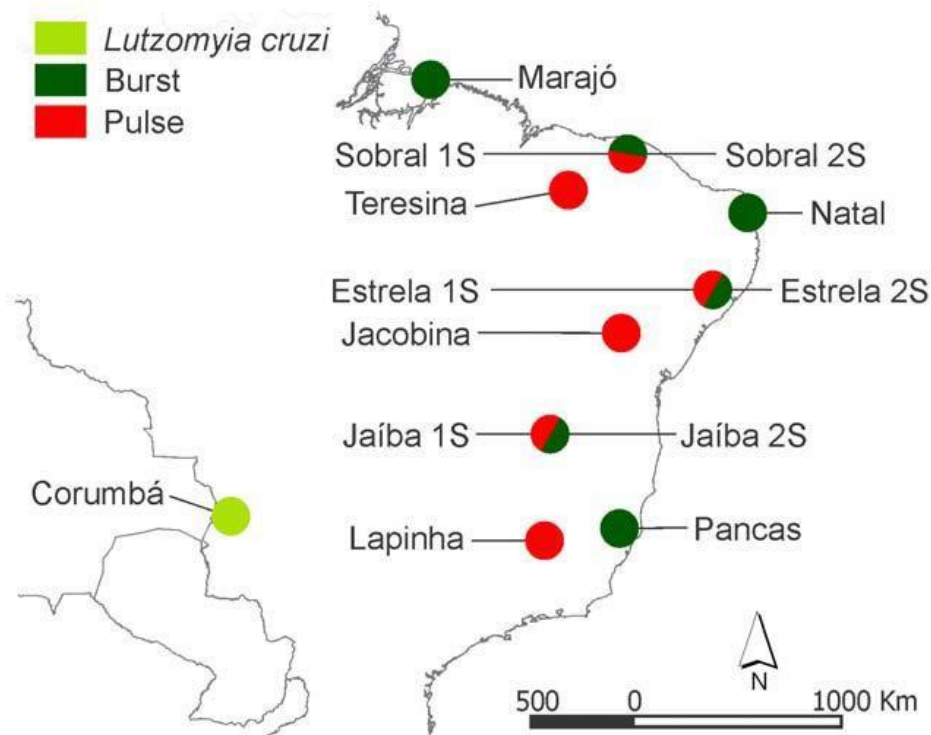 Lutzomyia cruzi
Burst
Pulse
Marajó
Sobral 1S
Sobral 2S
Teresina
Natal
Estrela 1S
Estrela 2S
Jacobina
Jaíba 1S
Jaíba 2S
Corumbá
Lapinha
Pancas
N
500 0 1000 Km